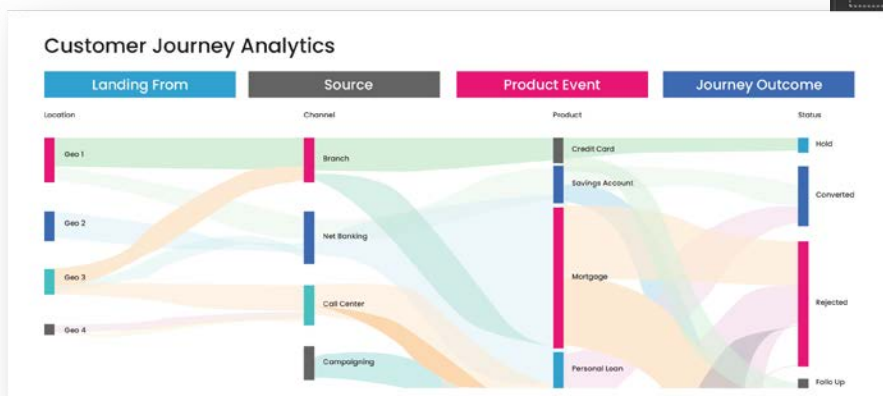 Customer Journey Analytics
Landing From
Source
Product Event
Journey Outcome
Location
Channel
Product
Status
Geo 1
Geo 2
Geo 3
Geo 4
Branch
Net Banking
Call Center
Campaigning
Credit Card
Savings Account
Mortgage
Personal Loan
Hold
Converted
Rejected
Follo Up